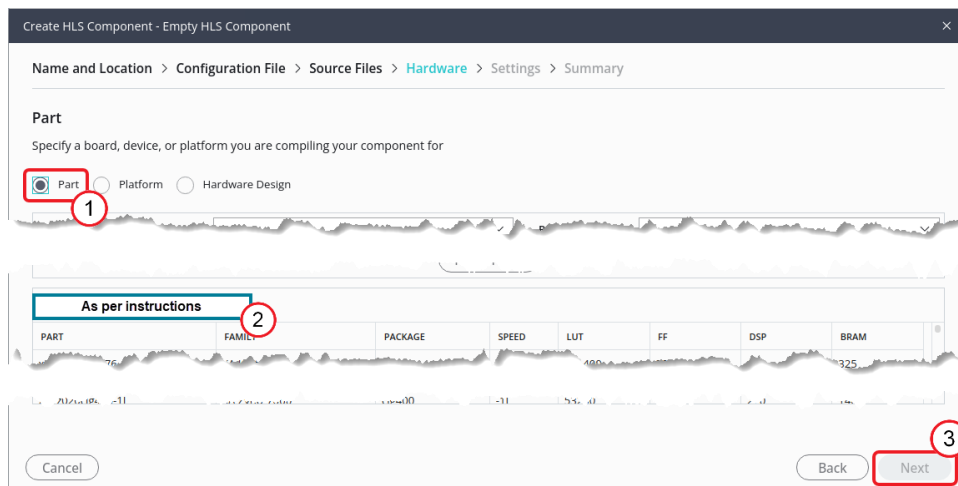 Create HLS Component - Empty HLS Component
Name and Location > Configuration File > Source Files > Hardware > Settings > Summary
Part
Specify a board, device, or platform you are compiling your component for
Part Platform Hardware Design
1
As per instructions
2
PART FAMILY PACKAGE SPEED LUT FF DSP BRAM
325
-1l
3
Cancel Back Next